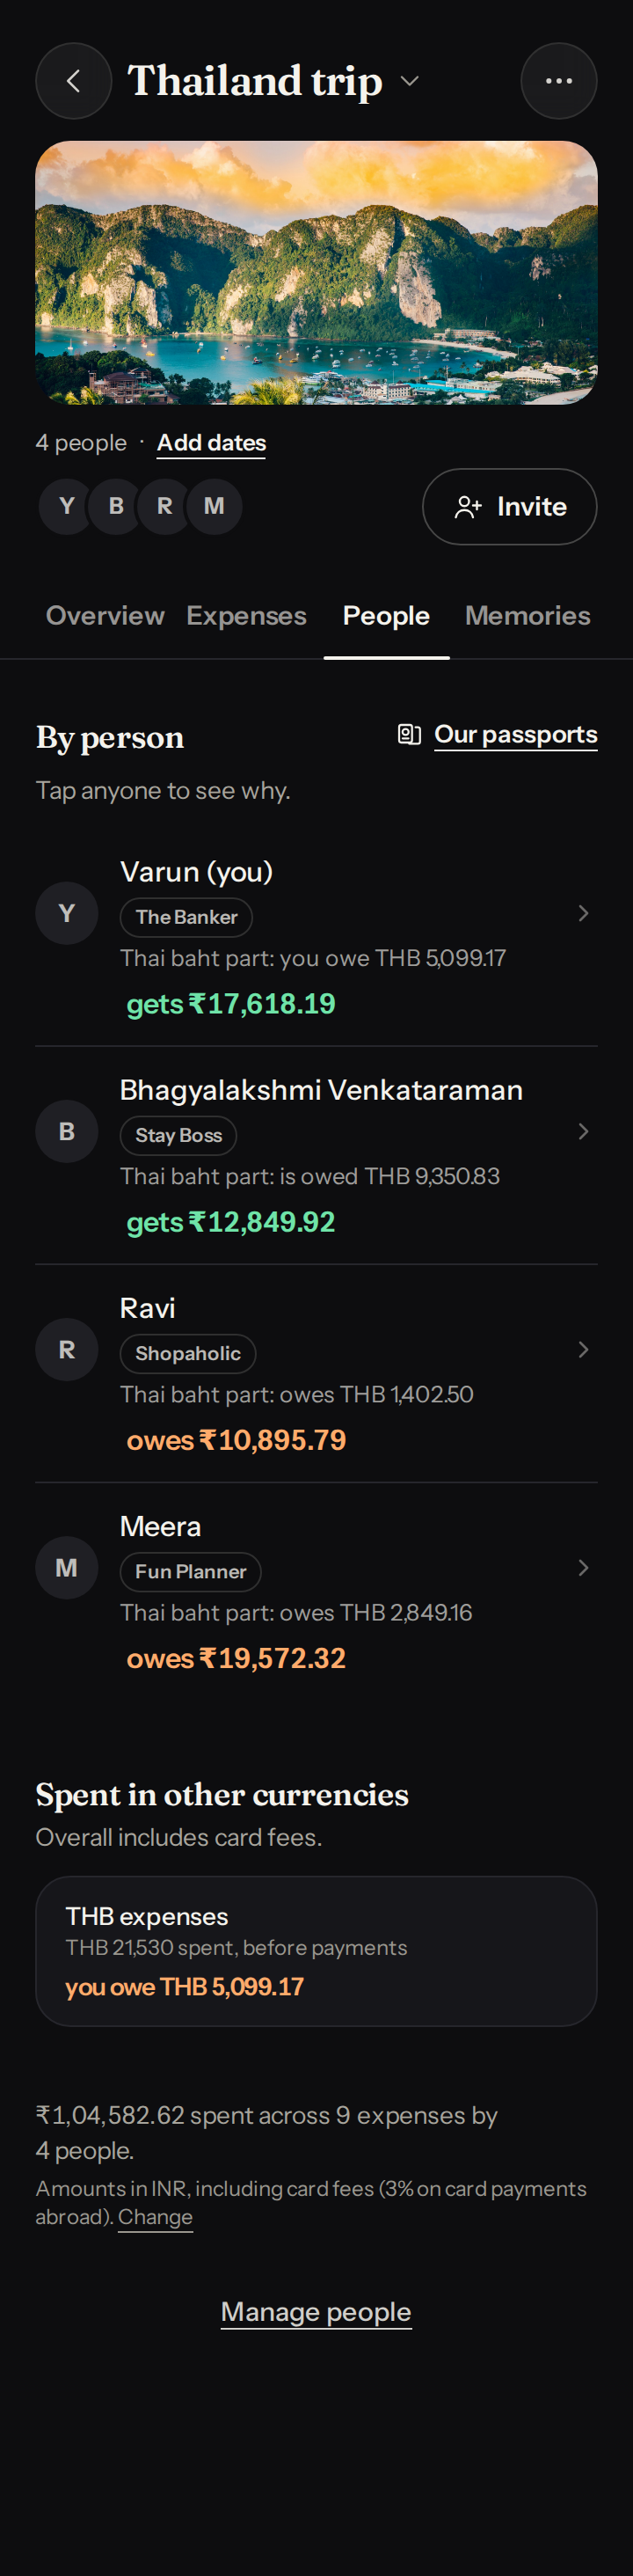 Thailand trip
4 people · Add dates
Y B R M
Invite
Overview Expenses People Memories
By person
Our passports
Tap anyone to see why.
Varun (you)
Y
The Banker
Thai baht part: you owe THB 5,099.17
gets ₹17,618.19
Bhagyalakshmi Venkataraman
B
Stay Boss
Thai baht part: is owed THB 9,350.83
gets ₹12,849.92
Ravi
R
Shopaholic
Thai baht part: owes THB 1,402.50
owes ₹10,895.79
Meera
M
Fun Planner
Thai baht part: owes THB 2,849.16
owes ₹19,572.32
Spent in other currencies
Overall includes card fees.
THB expenses
THB 21,530 spent, before payments
you owe THB 5,099.17
₹1,04,582.62 spent across 9 expenses by
4 people.
Amounts in INR, including card fees (3% on card payments
abroad). Change
Manage people